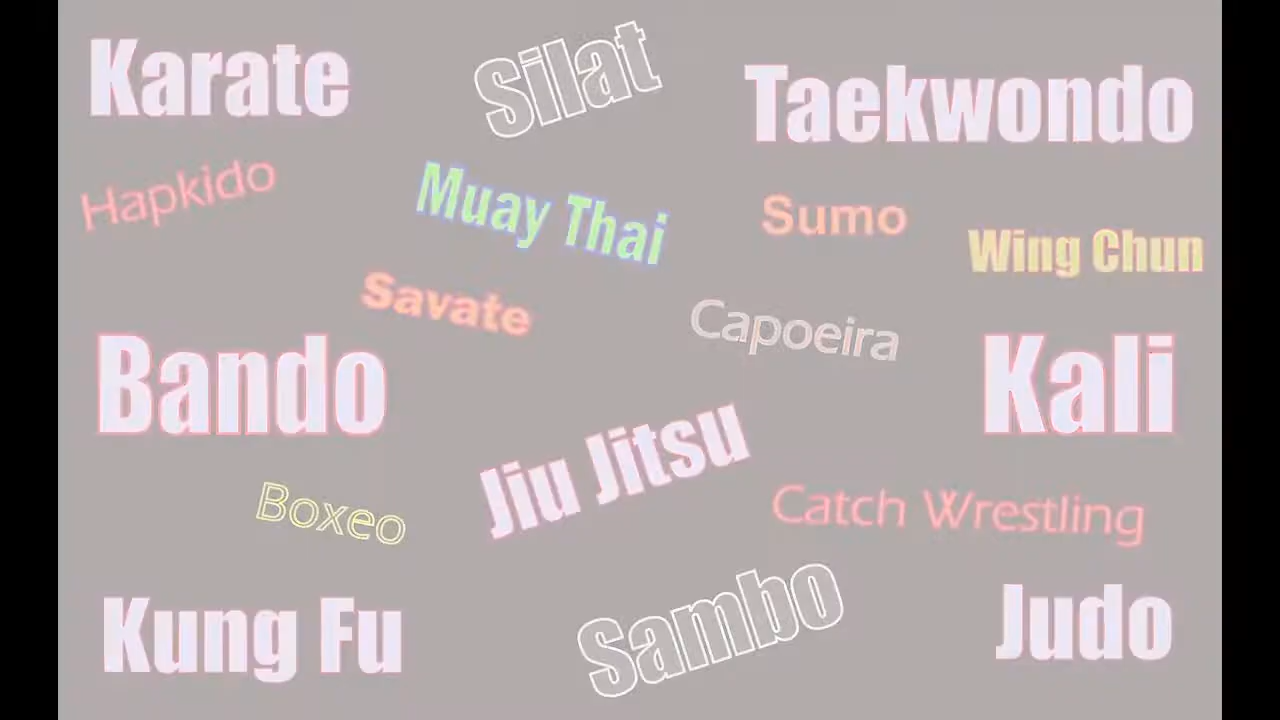 Karate
Silat
Taekwondo
Hapkido
Muay Thai
Sumo
Wing Chun
Savate
Capoeira
Bando
Kali
Jiu Jitsu
Boxeo
Catch Wrestling
Kung Fu
Sambo
Judo